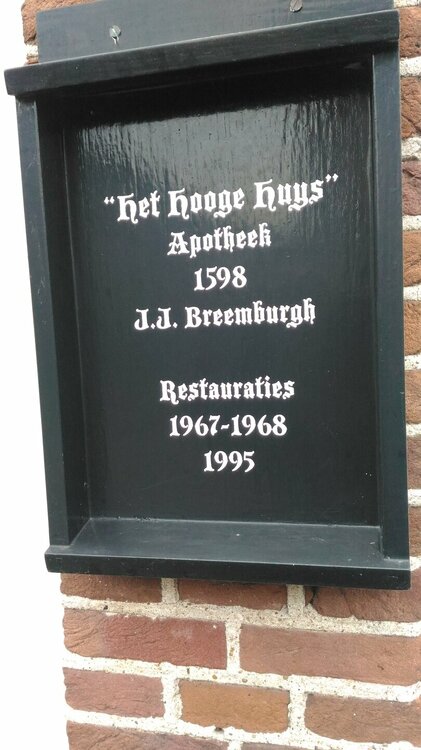 “Het Hooge Huys”
Apotheek
1598
J.J. Breemburgh
Restauraties
1967-1968
1995